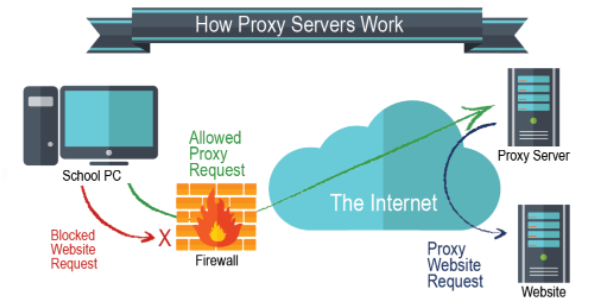 How Proxy Servers Work
Allowed
Proxy
Request
School PC
Proxy Server
The Internet
Blocked
Website
Request
X
Firewall
Proxy
Website
Request
Website